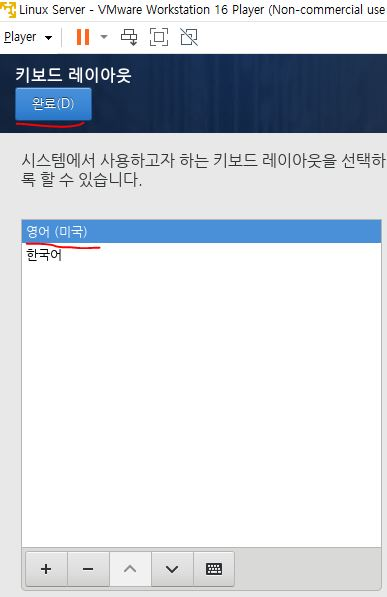 Linux Server - VMware Workstation 16 Player (Non-commercial use
Player
키보드 레이아웃
완료(D)
시스템에서 사용하고자 하는 키보드 레이아웃을 선택하
록 할 수 있습니다.
영어 (미국)
한국어